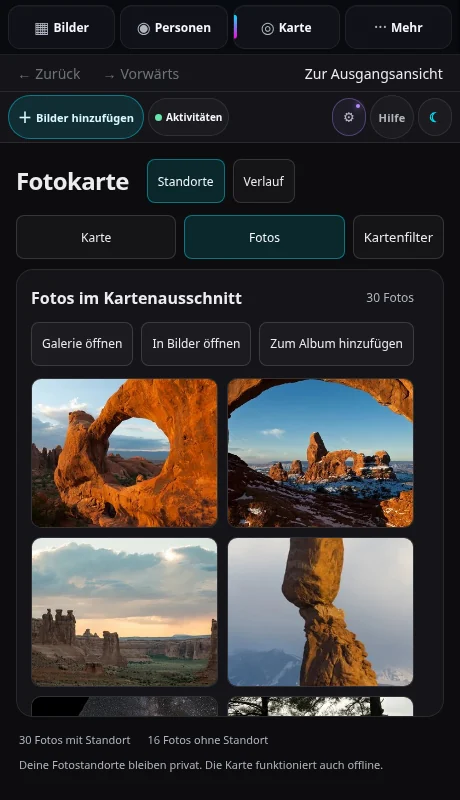 Bilder Personen Karte Mehr
← Zurück → Vorwärts Zur Ausgangsansicht
+ Bilder hinzufügen Aktivitäten Hilfe
Fotokarte Standorte Verlauf
Karte Fotos Kartenfilter
Fotos im Kartenausschnitt 30 Fotos
Galerie öffnen In Bilder öffnen Zum Album hinzufügen
30 Fotos mit Standort 16 Fotos ohne Standort
Deine Fotostandorte bleiben privat. Die Karte funktioniert auch offline.